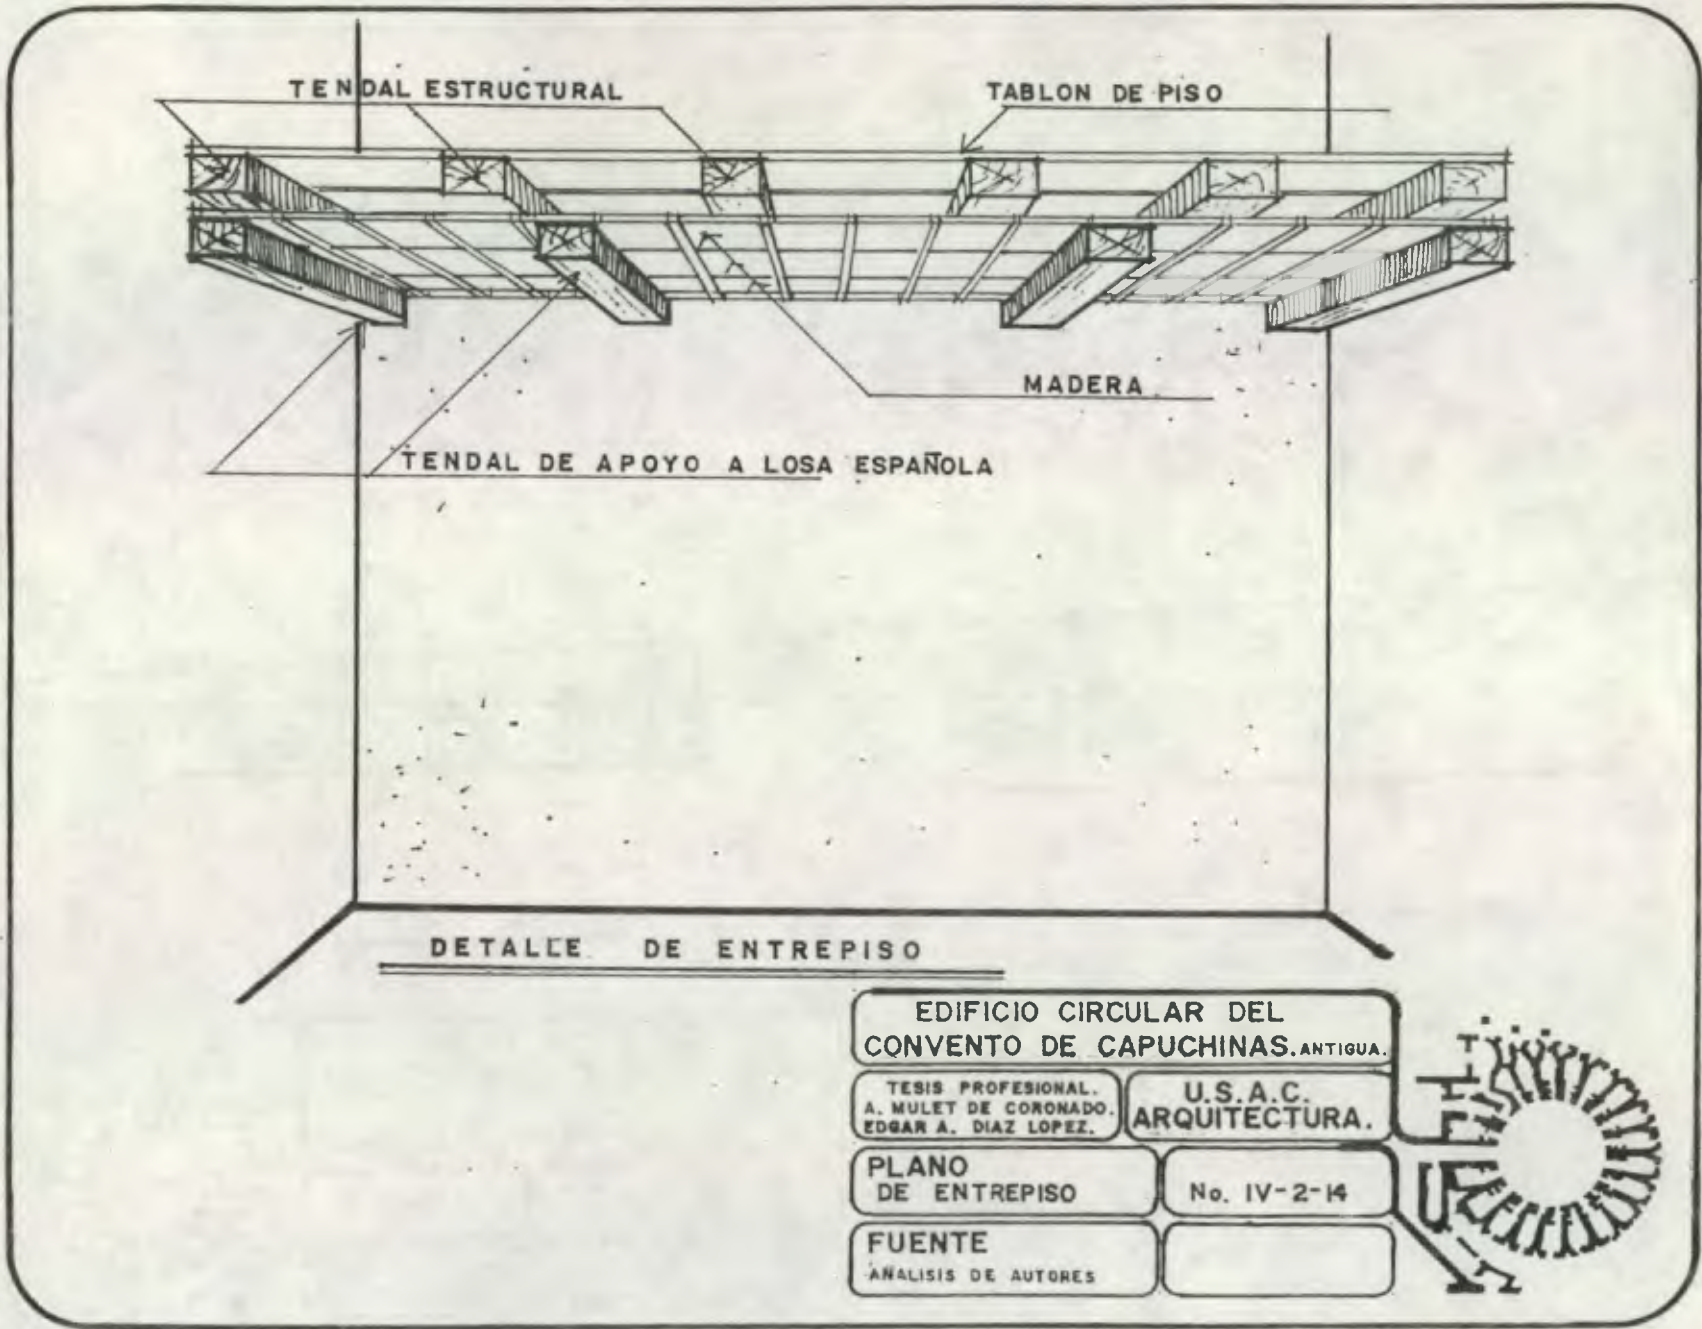 TENDAL ESTRUCTURAL
TABLON DE PISO
MADERA
TENDAL DE APOYO A LOSA ESPAÑOLA
DETALLE DE ENTREPISO
EDIFICIO CIRCULAR DEL
CONVENTO DE CAPUCHINAS. ANTIGUA.
TESIS PROFESIONAL.
A. MULET DE CORONADO.
EDGAR A. DIAZ LOPEZ.
U.S.A.C.
ARQUITECTURA.
PLANO
DE ENTREPISO
No. IV-2-14
FUENTE
ANALISIS DE AUTORES